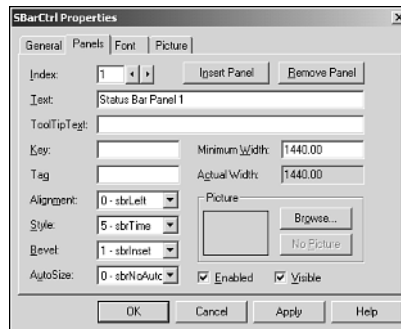 SBarCtrl Properties
General Panels Font Picture
Index: 1 Insert Panel Remove Panel
Text: Status Bar Panel 1
ToolTipText:
Key: Minimum Width: 1440.00
Tag Actual Width: 1440.00
Alignment: 0 - sbrLeft Picture
Style: 5 - sbrTime Browse...
No Picture
Bevel: 1 - sbrInset
AutoSize: 0 - sbrNoAutc Enabled Visible
OK Cancel Apply Help